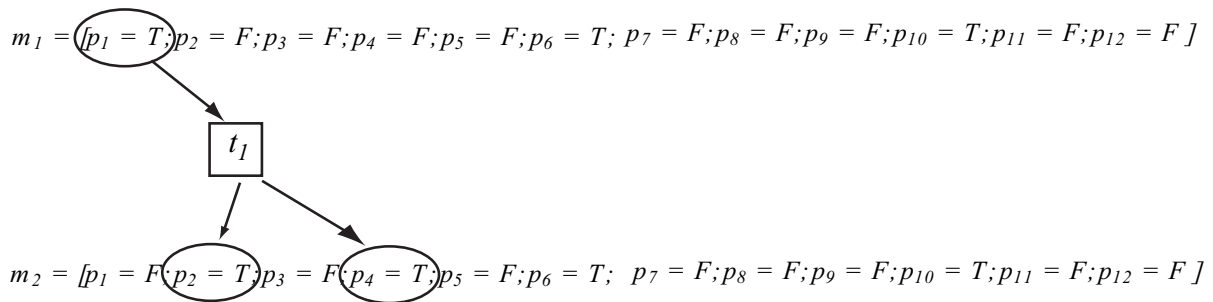 m₁ = [p₁ = T;p₂ = F;p₃ = F;p₄ = F;p₅ = F;p₆ = T; p₇ = F;p₈ = F;p₉ = F;p₁₀ = T;p₁₁ = F;p₁₂ = F ]
t₁
m₂ = [p₁ = F;p₂ = T;p₃ = F;p₄ = T;p₅ = F;p₆ = T; p₇ = F;p₈ = F;p₉ = F;p₁₀ = T;p₁₁ = F;p₁₂ = F ]